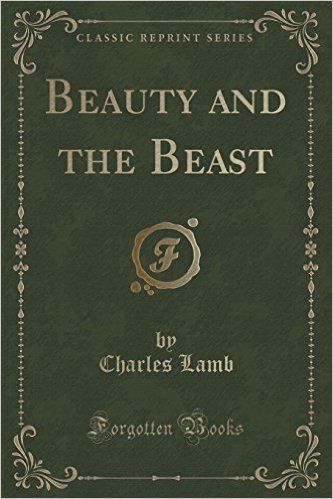 CLASSIC REPRINT SERIES
BEAUTY AND
THE BEAST
F
by
Charles Lamb
Forgotten Books